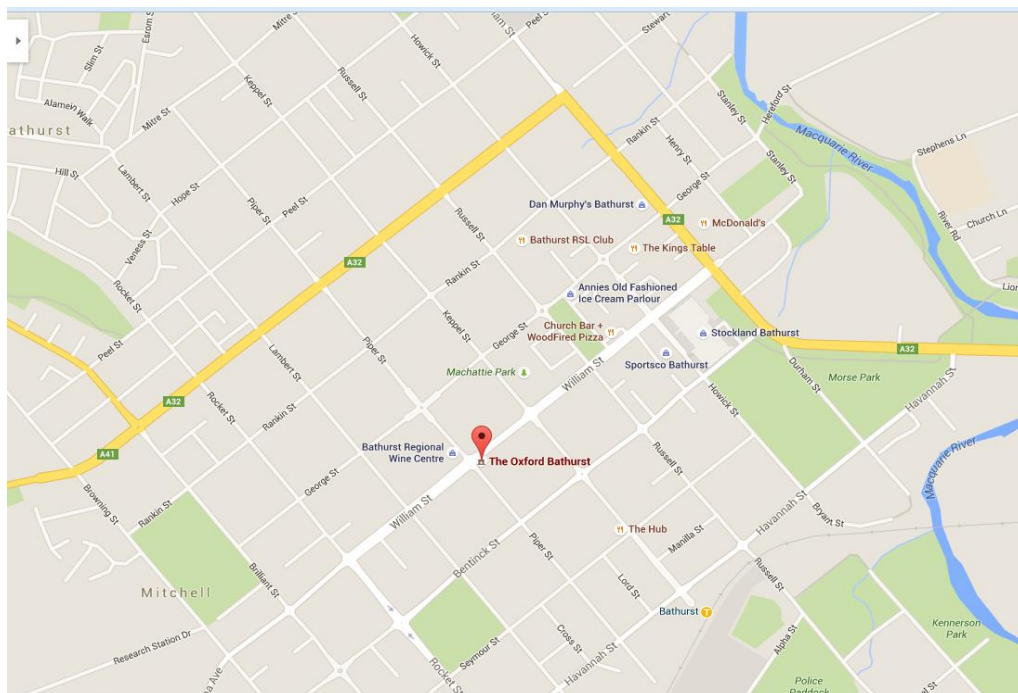 Esrom St
Slim St
Mitre St
Peel St
Howick St
Stewart St
Keppel St
Russell St
Alamein Walk
Mitre St
Rankin St
Henry St
Stanley St
Hereford St
Macquarie River
Stephens Ln
athurst
Hill St
Lambert St
Hope St
Piper St
Peel St
George St
Stanley St
Dan Murphy's Bathurst
A32
McDonald's
River Rd
Church Ln
Russell St
Bathurst RSL Club
The Kings Table
Veness St
Rocket St
A32
Rankin St
Annies Old Fashioned
Ice Cream Parlour
Keppel St
George St
Church Bar +
WoodFired Pizza
Stockland Bathurst
A32
Peel St
Lambert St
Piper St
Machattie Park
William St
Sportsco Bathurst
Howick St
Durham St
Morse Park
Havannah St
A32
Rocket St
Rankin St
A41
Bathurst Regional
Wine Centre
The Oxford Bathurst
Russell St
Macquarie River
George St
Browning St
Rankin St
William St
The Hub
Manilla St
Havannah St
Bryant St
Piper St
Bentinck St
Brilliant St
Mitchell
Lord St
Russell St
Bathurst
Alpha St
Kennerson
Park
Research Station Dr
Cross St
Seymour St
Havannah St
Rocket St
Police
Paddock